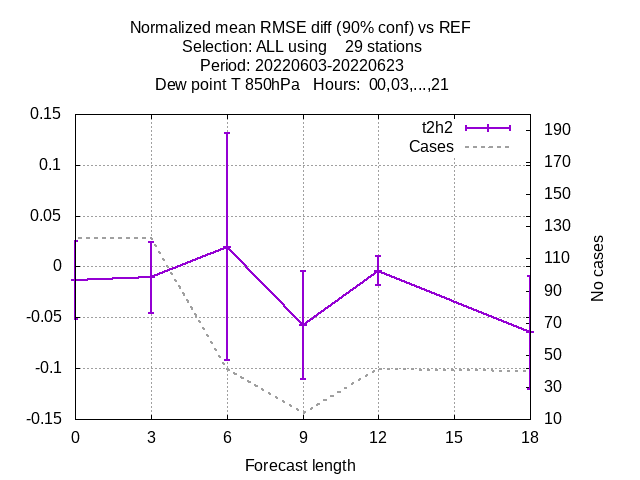 Normalized mean RMSE diff (90% conf) vs REF
Selection: ALL using    29 stations
Period: 20220603-20220623
Dew point T 850hPa   Hours:  00,03,...,21
t2h2
Cases
0.15
0.1
0.05
0
-0.05
-0.1
-0.15
190
170
150
130
110
90
70
50
30
10
No cases
0 3 6 9 12 15 18
Forecast length